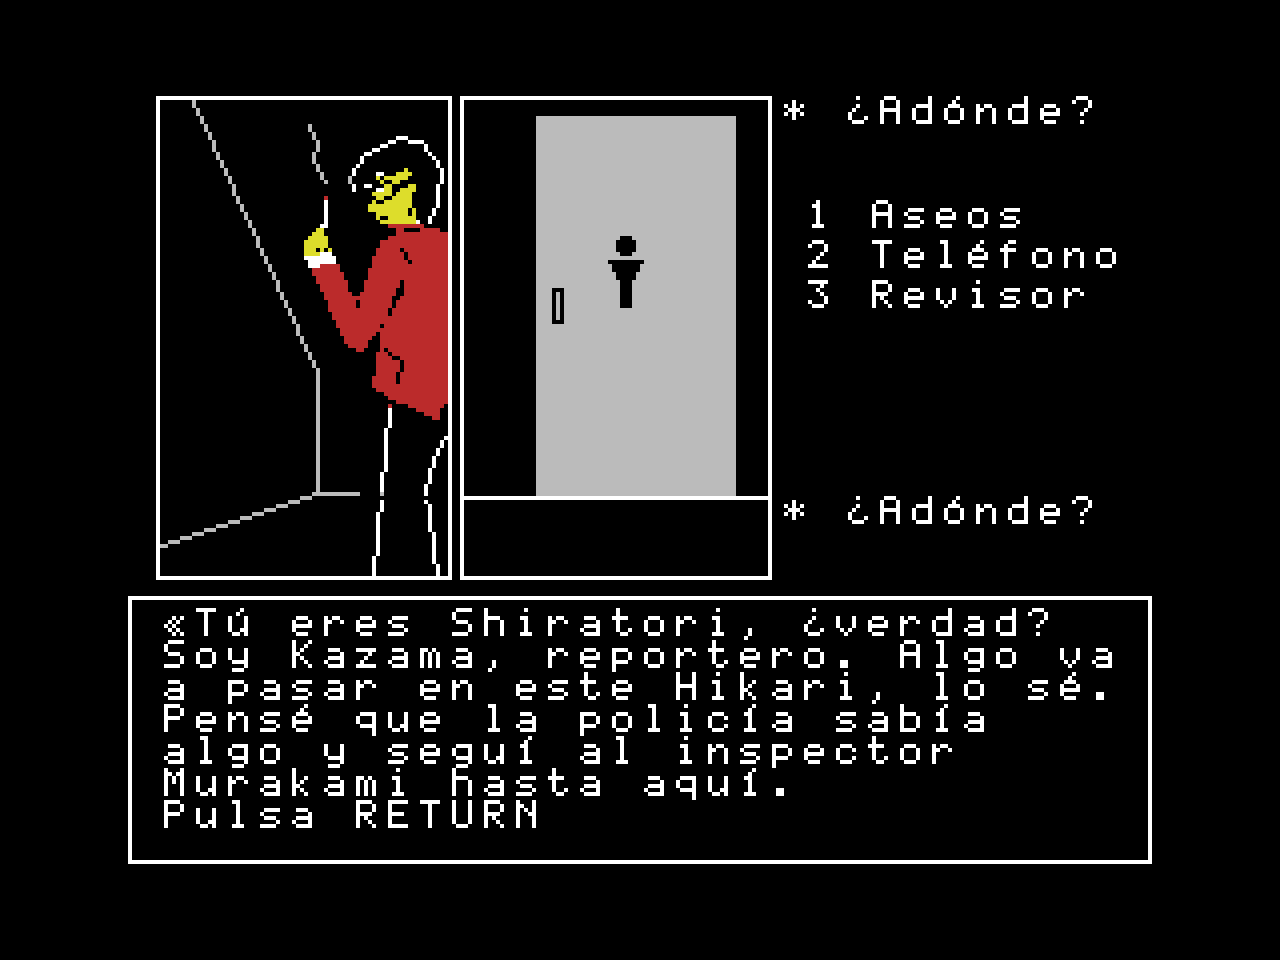 * ¿Adónde?
1 Aseos
2 Teléfono
3 Revisor
* ¿Adónde?
«Tú eres Shiratori, ¿verdad?
Soy Kazama, reportero. Algo va
a pasar en este Hikari, lo sé.
Pensé que la policía sabía
algo y seguí al inspector
Murakami hasta aquí.
Pulsa RETURN